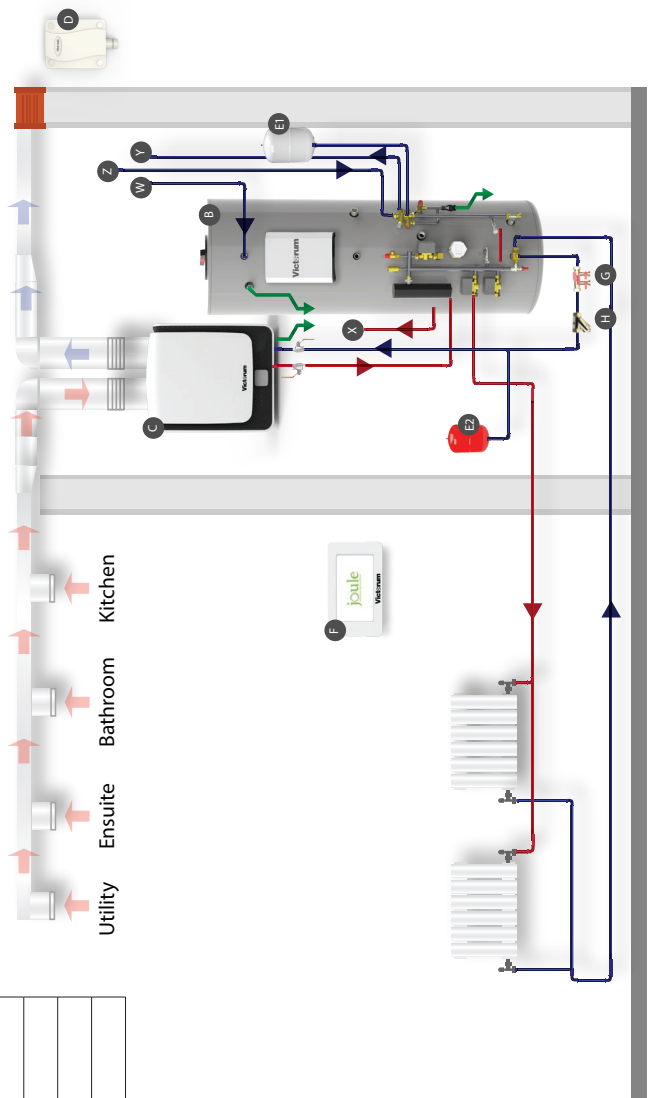 D
E1
Y
Z
W
B
Victorum
G
H
X
Victorum
C
E2
joule
Victorum
F
Kitchen
Bathroom
Ensuite
Utility